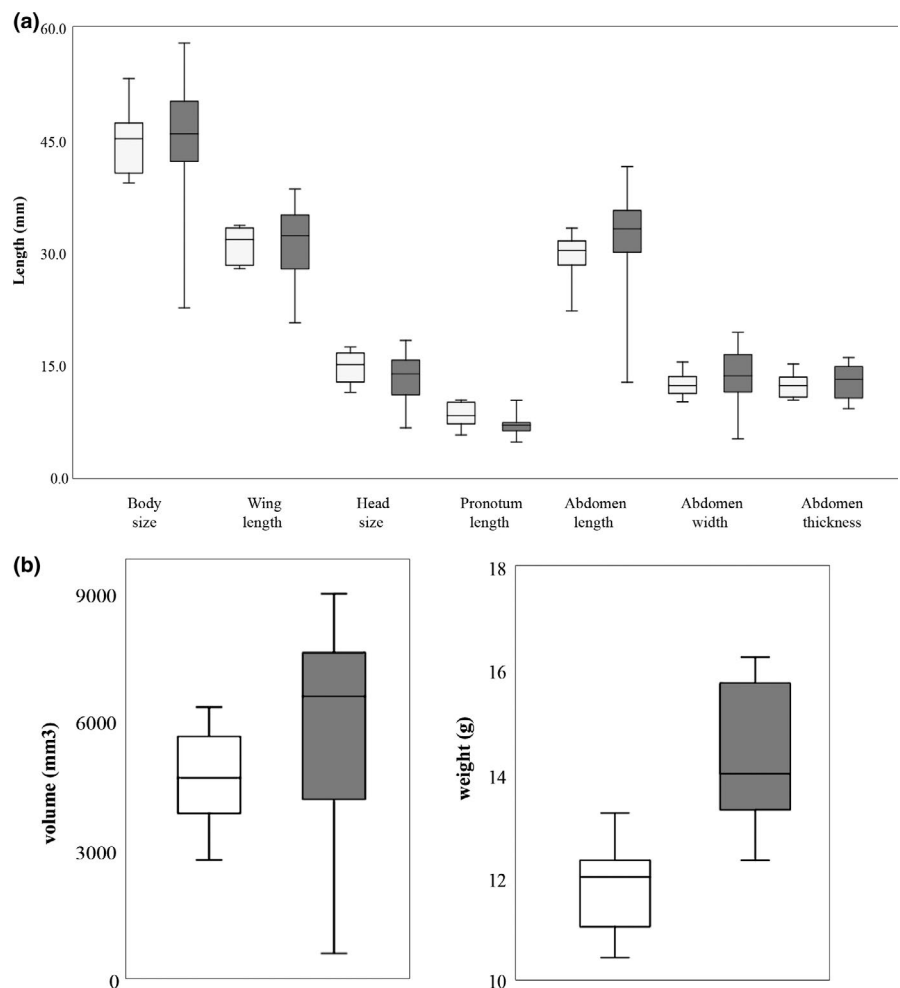 (a)
60.0
45.0
30.0
15.0
0.0
Length (mm)
Body size
Wing length
Head size
Pronotum length
Abdomen length
Abdomen width
Abdomen thickness
(b)
9000
6000
3000
0
volume (mm3)
18
16
14
12
10
weight (g)